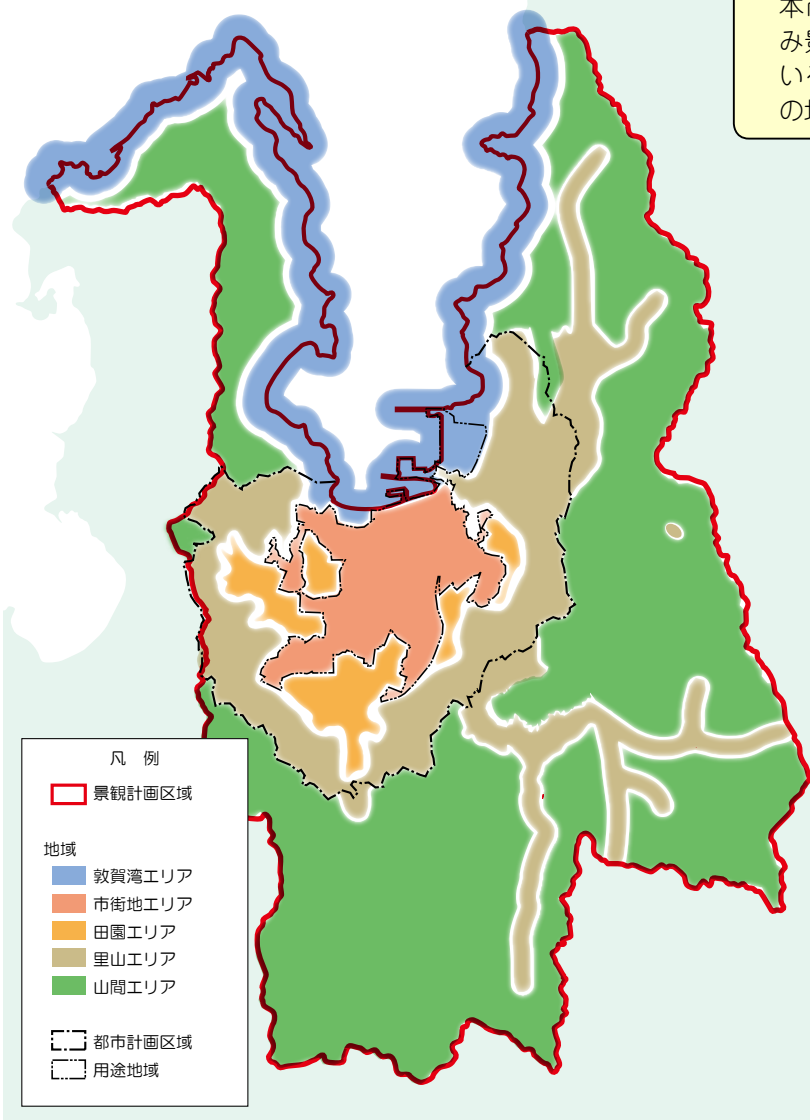 本
み
いる
の地
凡 例
景観計画区域
地域
敦賀湾エリア
市街地エリア
田園エリア
里山エリア
山間エリア
都市計画区域
用途地域